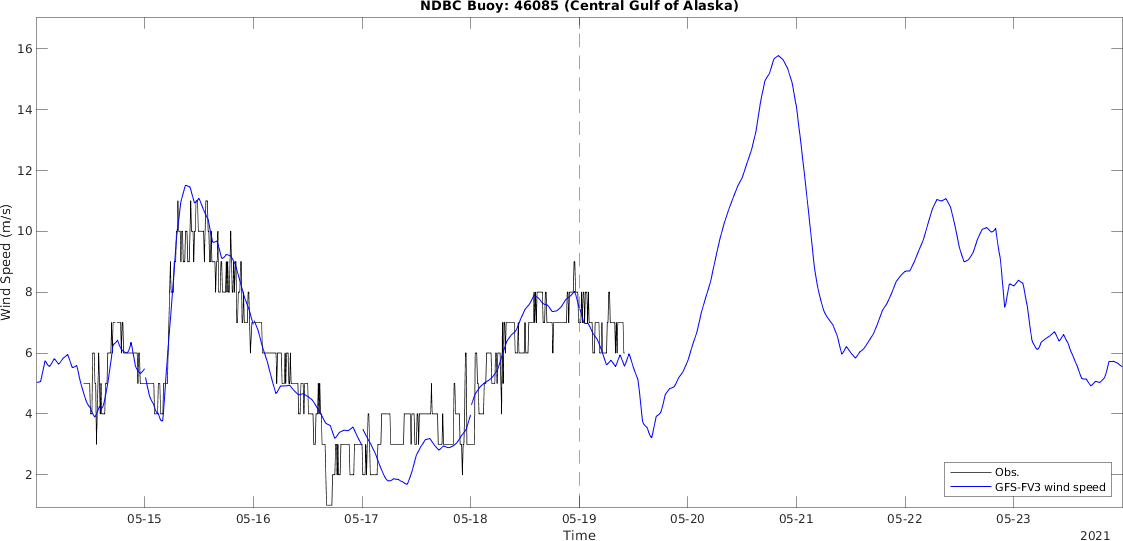 NDBC Buoy: 46085 (Central Gulf of Alaska)
Wind Speed (m/s)
16
14
12
10
8
6
4
2
Obs.
GFS-FV3 wind speed
05-15 05-16 05-17 05-18 05-19 05-20 05-21 05-22 05-23
Time
2021